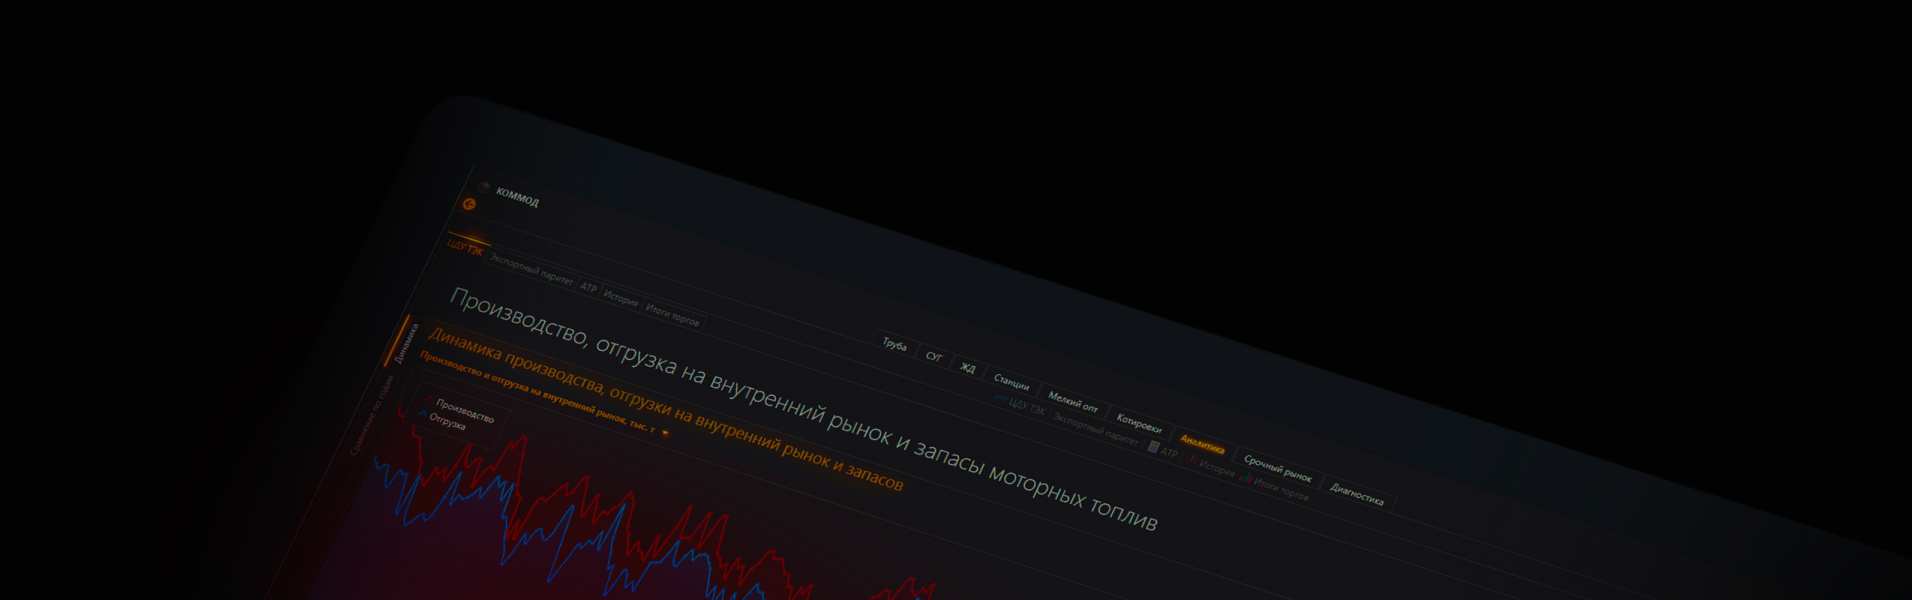 КОММОД
ЦДУ ТЭК
Экспортный паритет
АТР
История
Итоги торгов
Труба
СУГ
ЖД
Станции
Мелкий опт
Котировки
Аналитика
Срочный рынок
Диагностика
ЦДУ ТЭК
Экспортный паритет
АТР
История
Итоги торгов
Производство, отгрузка на внутренний рынок и запасы моторных топлив
Динамика производства, отгрузки на внутренний рынок и запасов
Производство и отгрузка на внутренний рынок, тыс. т
Производство
Отгрузка
Динамика
Сравнение по годам